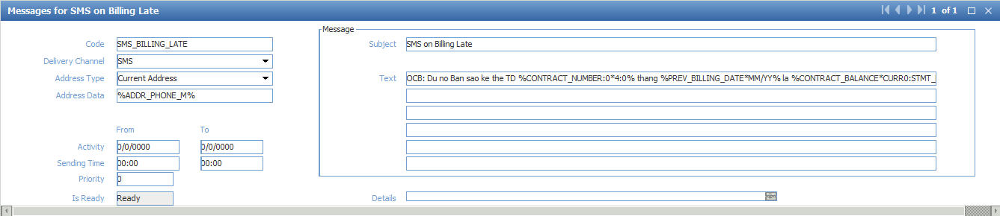 Messages for SMS on Billing Late
1 of 1
Code SMS_BILLING_LATE
Delivery Channel SMS
Address Type Current Address
Address Data %ADDR_PHONE_M%
From To
Activity 0/0/0000 0/0/0000
Sending Time 00:00 00:00
Priority 0
Is Ready Ready
Message
Subject SMS on Billing Late
Text OCB: Du no Ban sao ke the TD %CONTRACT_NUMBER:0*4:0% thang %PREV_BILLING_DATE*MM/YY% la %CONTRACT_BALANCE*CURR0:STMT_
Details